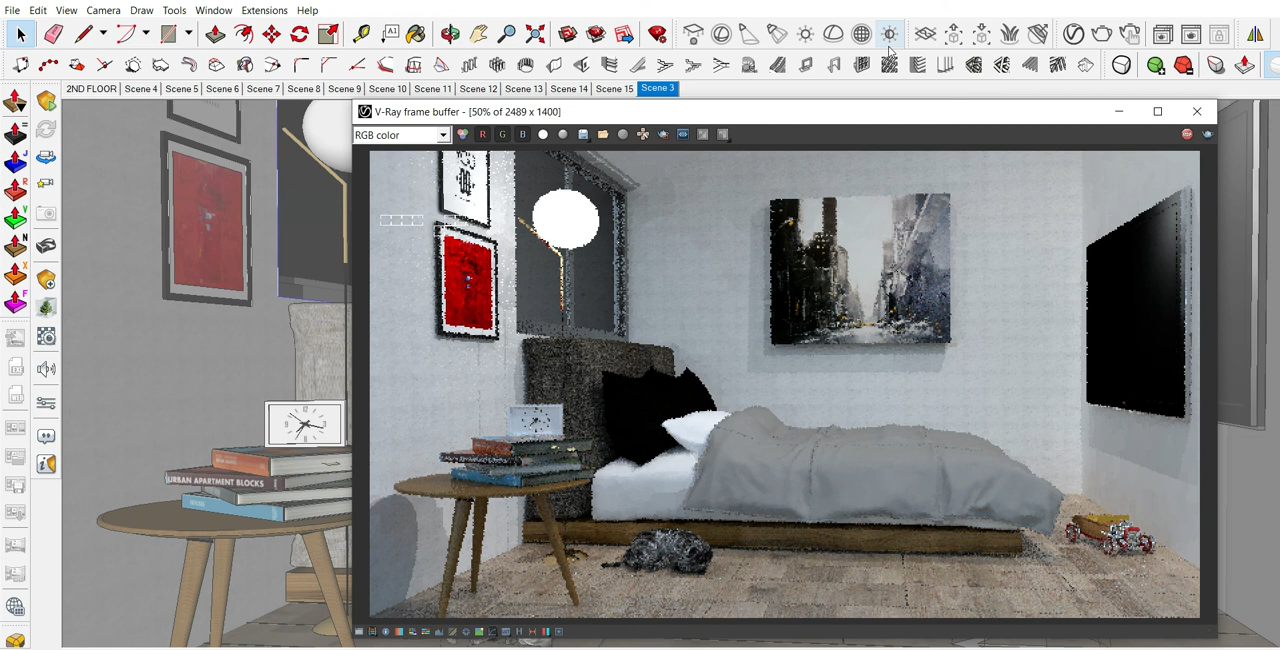 File Edit View Camera Draw Tools Window Extensions Help
A1
2ND FLOOR Scene 4 Scene 5 Scene 6 Scene 7 Scene 8 Scene 9 Scene 10 Scene 11 Scene 12 Scene 13 Scene 14 Scene 15 Scene 3
V-Ray frame buffer - [50% of 2489 x 1400]
RGB color R G B
URBAN APARTMENT BLOCKS